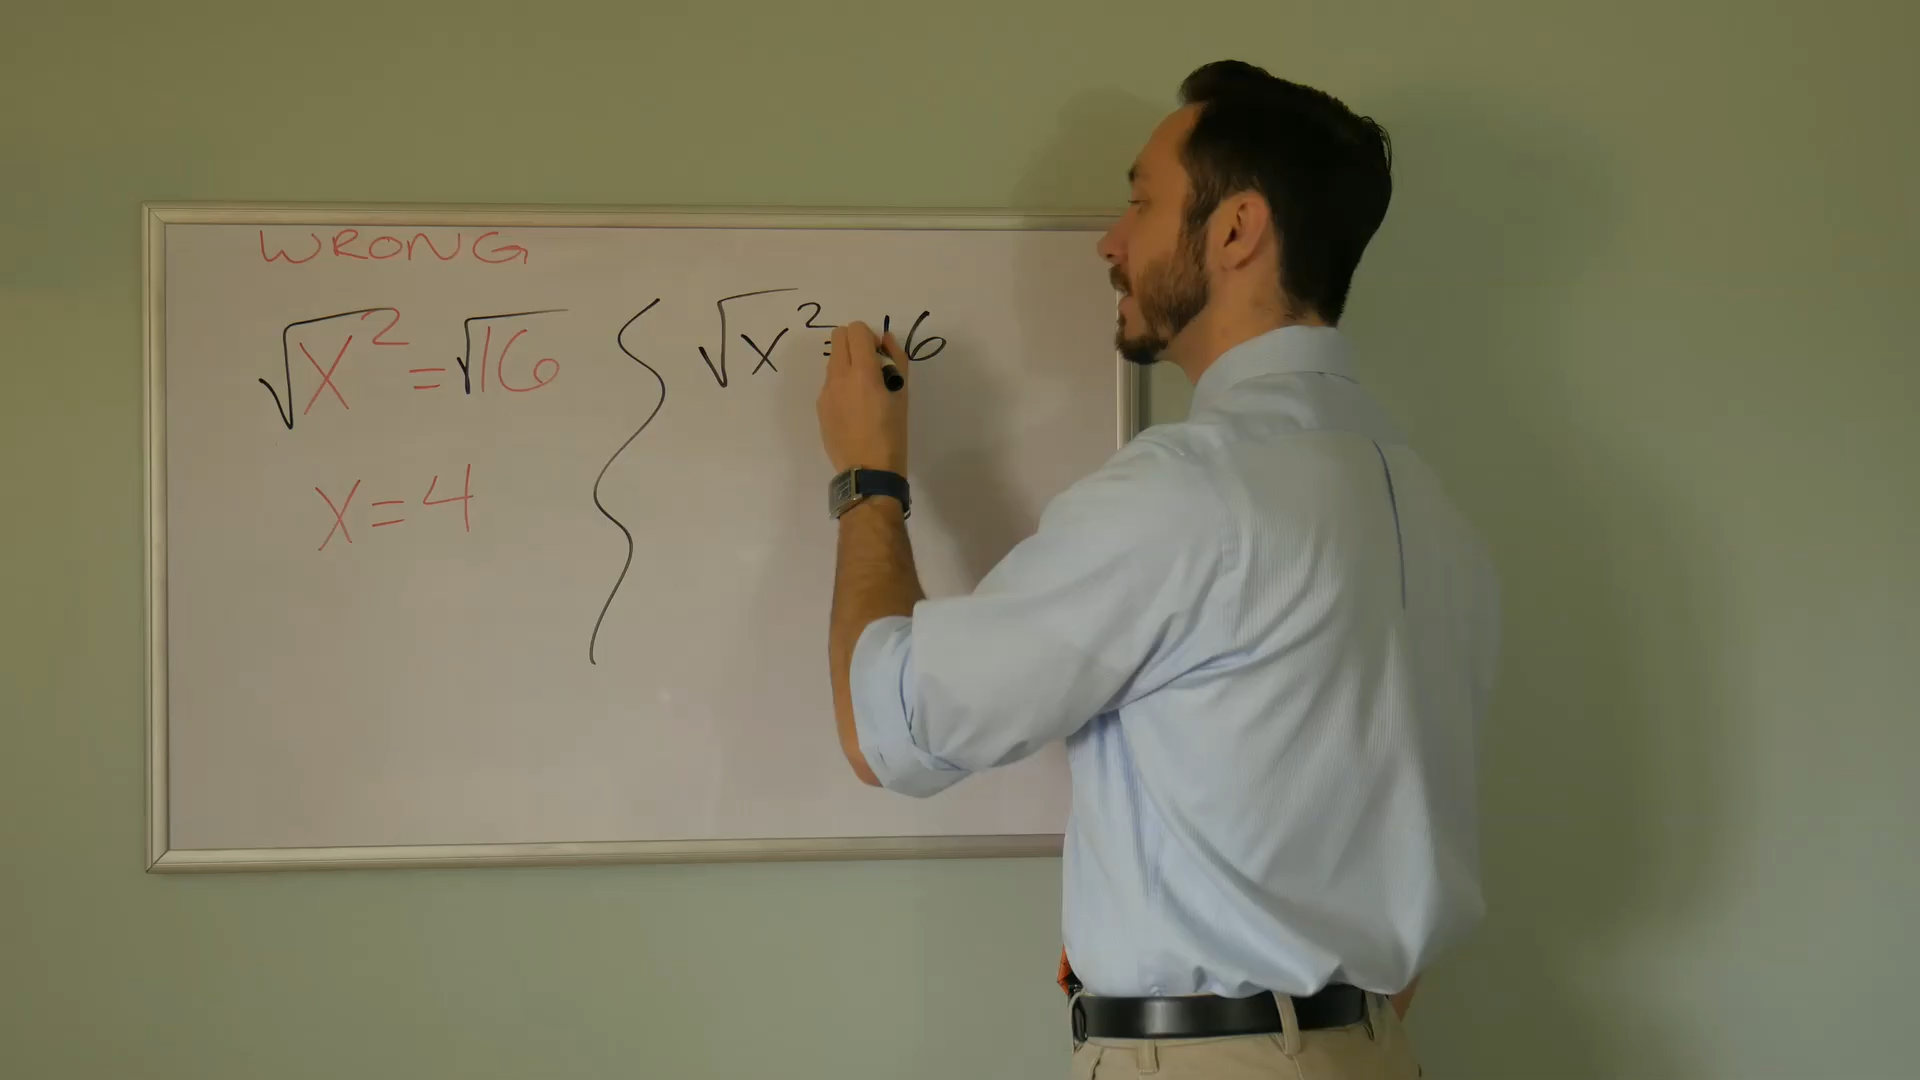 WRONG
√x² = √16
x = 4
√x² = 16